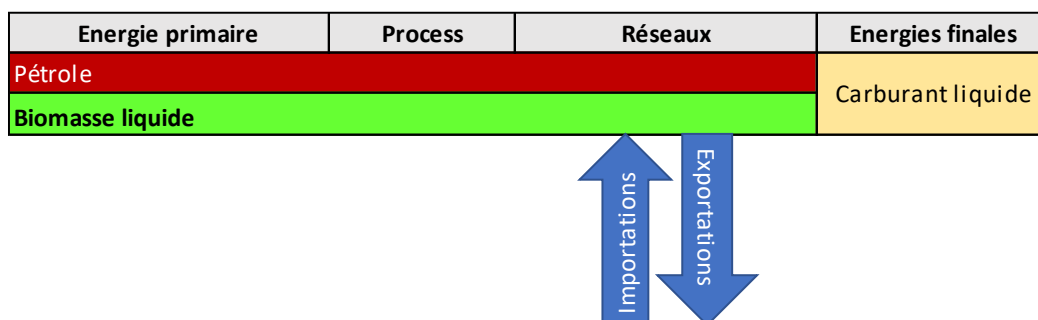 Energie primaire Process Réseaux Energies finales
Pétrole
Carburant liquide
Biomasse liquide
Importations
Exportations